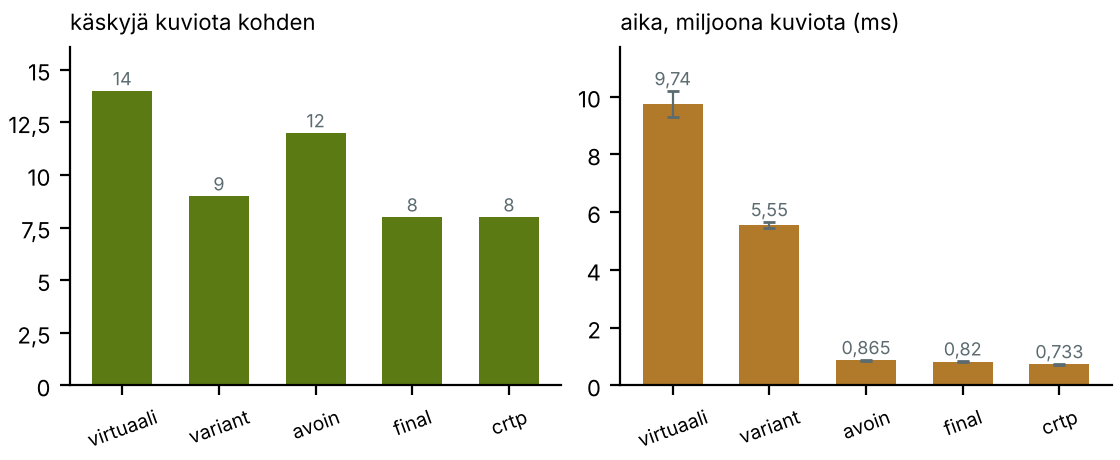 käskyjä kuviota kohden
15
12,5
10
7,5
5
2,5
0
14
9
12
8
8
virtuaali
variant
avoin
final
crtp
aika, miljoona kuviota (ms)
10
8
6
4
2
0
9,74
5,55
0,865
0,82
0,733
virtuaali
variant
avoin
final
crtp